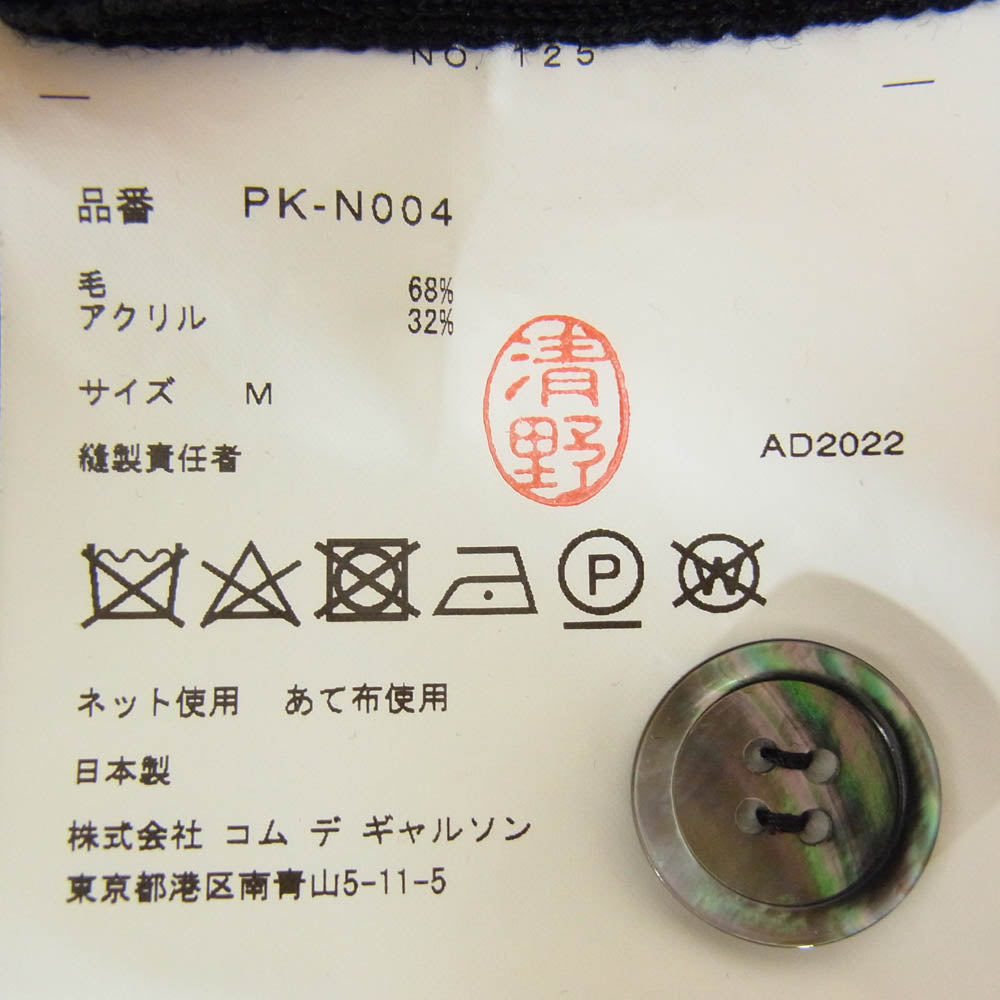 NO. 125
品番 PK-N004
毛 68%
アクリル 32%
サイズ M
清野
縫製責任者
AD2022
P
W
ネット使用 あて布使用
日本製
株式会社 コム デ ギャルソン
東京都港区南青山5-11-5